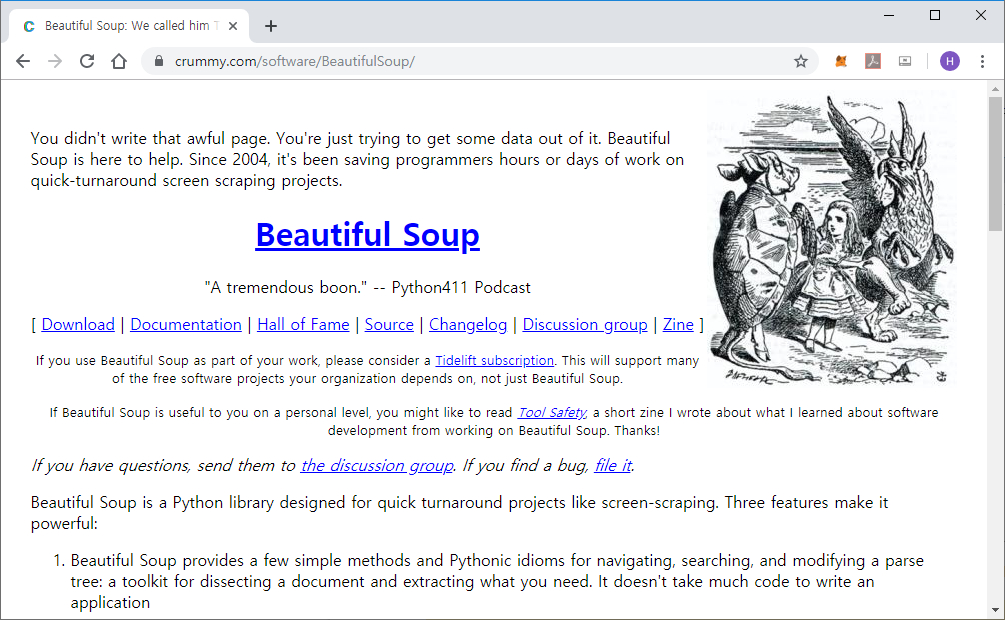 Beautiful Soup: We called him T
crummy.com/software/BeautifulSoup/
H
You didn't write that awful page. You're just trying to get some data out of it. Beautiful
Soup is here to help. Since 2004, it's been saving programmers hours or days of work on
quick-turnaround screen scraping projects.
Beautiful Soup
"A tremendous boon." -- Python411 Podcast
[ Download | Documentation | Hall of Fame | Source | Changelog | Discussion group | Zine ]
If you use Beautiful Soup as part of your work, please consider a Tidelift subscription. This will support many
of the free software projects your organization depends on, not just Beautiful Soup.
If Beautiful Soup is useful to you on a personal level, you might like to read Tool Safety, a short zine I wrote about what I learned about software
development from working on Beautiful Soup. Thanks!
If you have questions, send them to the discussion group. If you find a bug, file it.
Beautiful Soup is a Python library designed for quick turnaround projects like screen-scraping. Three features make it
powerful:
1. Beautiful Soup provides a few simple methods and Pythonic idioms for navigating, searching, and modifying a parse
tree: a toolkit for dissecting a document and extracting what you need. It doesn't take much code to write an
application